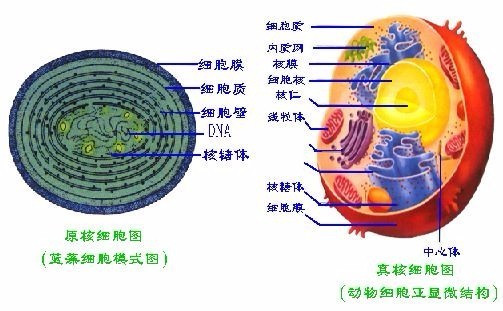 细胞膜
细胞质
细胞壁
DNA
核糖体
原核细胞图
(蓝藻细胞模式图)
细胞质
内质网
核膜
细胞核
核仁
线粒体
核糖体
细胞膜
中心体
真核细胞图
(动物细胞亚显微结构)